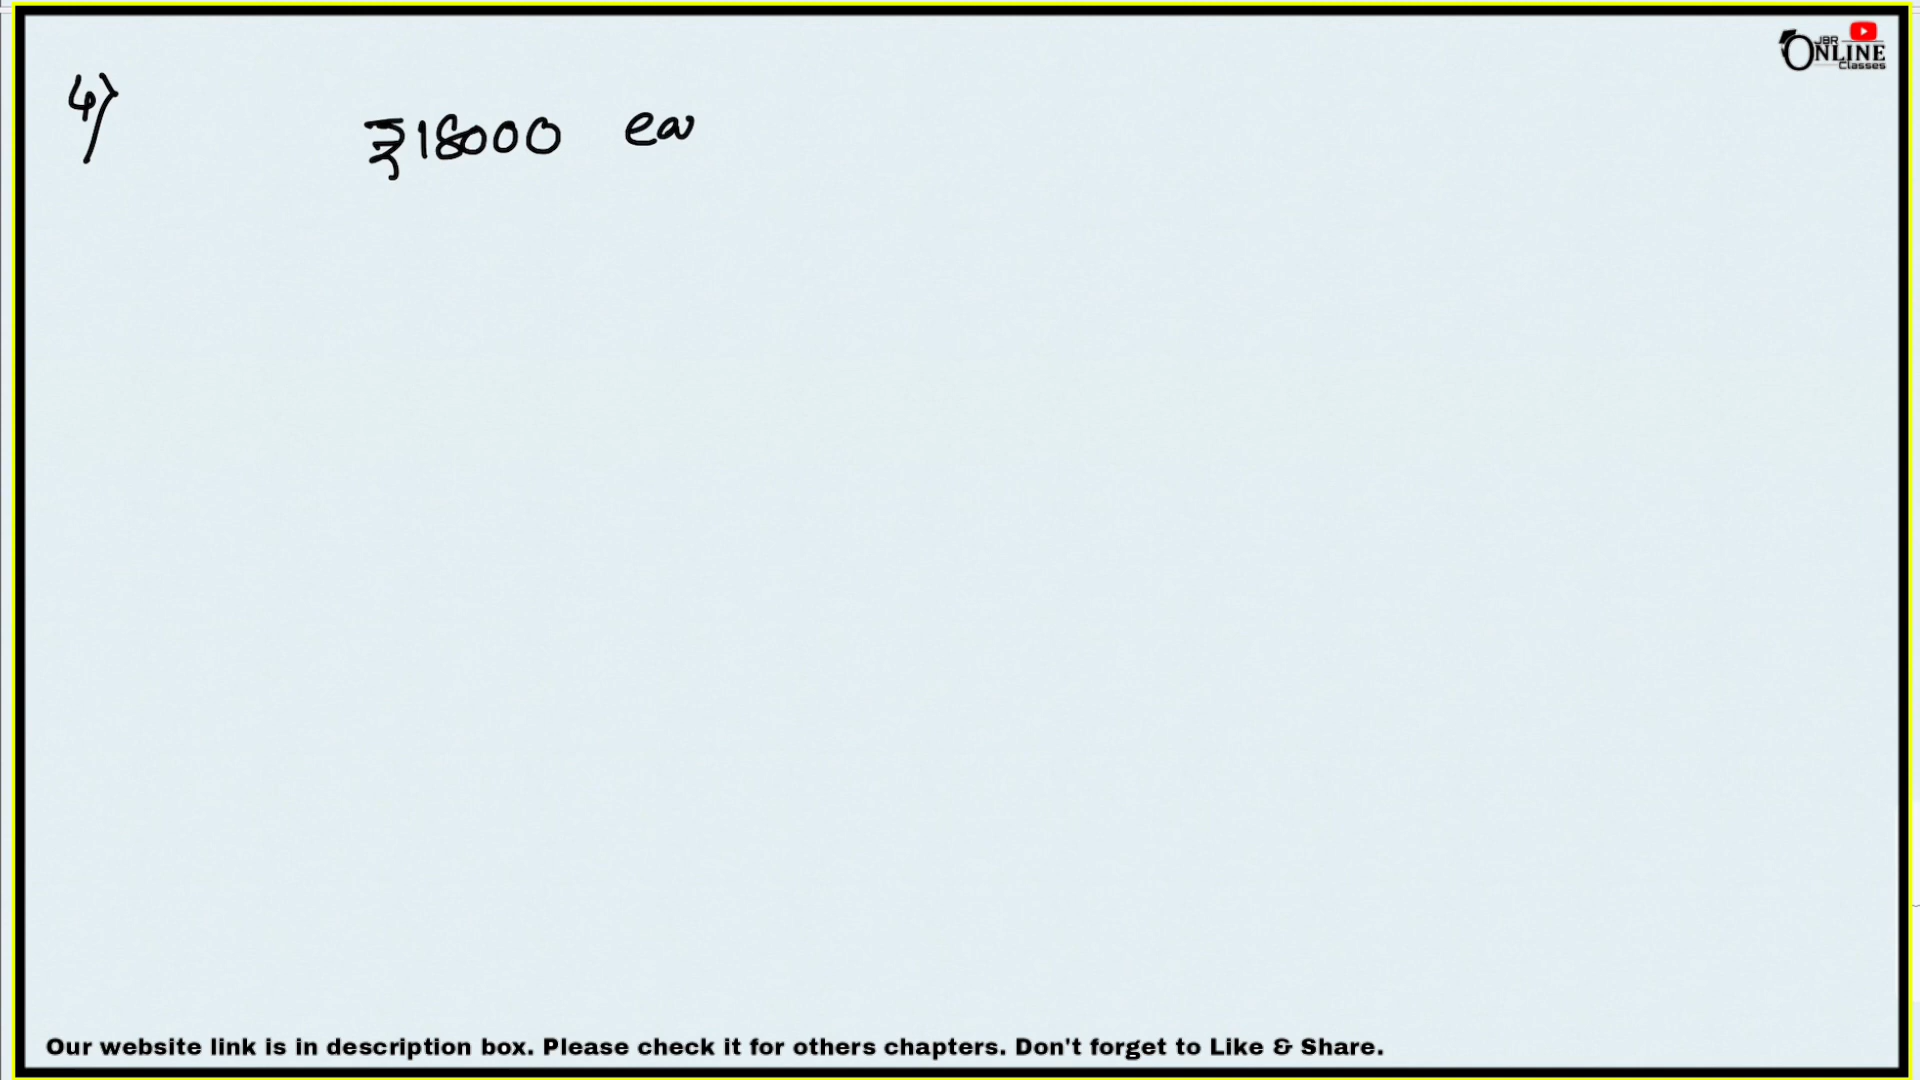 JBR
ONLINE
Classes
4)
₹18000 ea
Our website link is in description box. Please check it for others chapters. Don't forget to Like & Share.